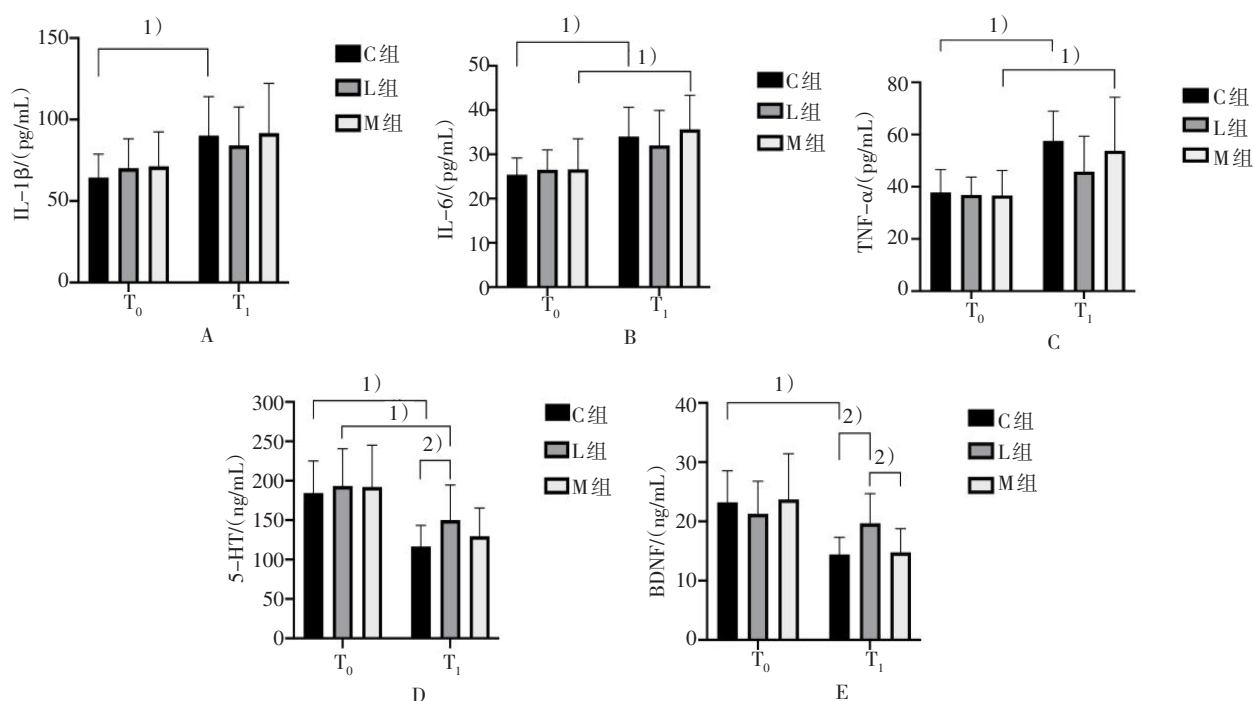 1)
150
100
50
0
IL-1β/(pg/mL)
C组
L组
M组
T0
T1
A
1)
1)
50
40
30
20
10
0
IL-6/(pg/mL)
C组
L组
M组
T0
T1
B
1)
1)
80
60
40
20
0
TNF-α/(pg/mL)
C组
L组
M组
T0
T1
C
1)
1)
2)
300
250
200
150
100
50
0
5-HT/(ng/mL)
C组
L组
M组
T0
T1
D
1)
2)
2)
40
30
20
10
0
BDNF/(ng/mL)
C组
L组
M组
T0
T1
E